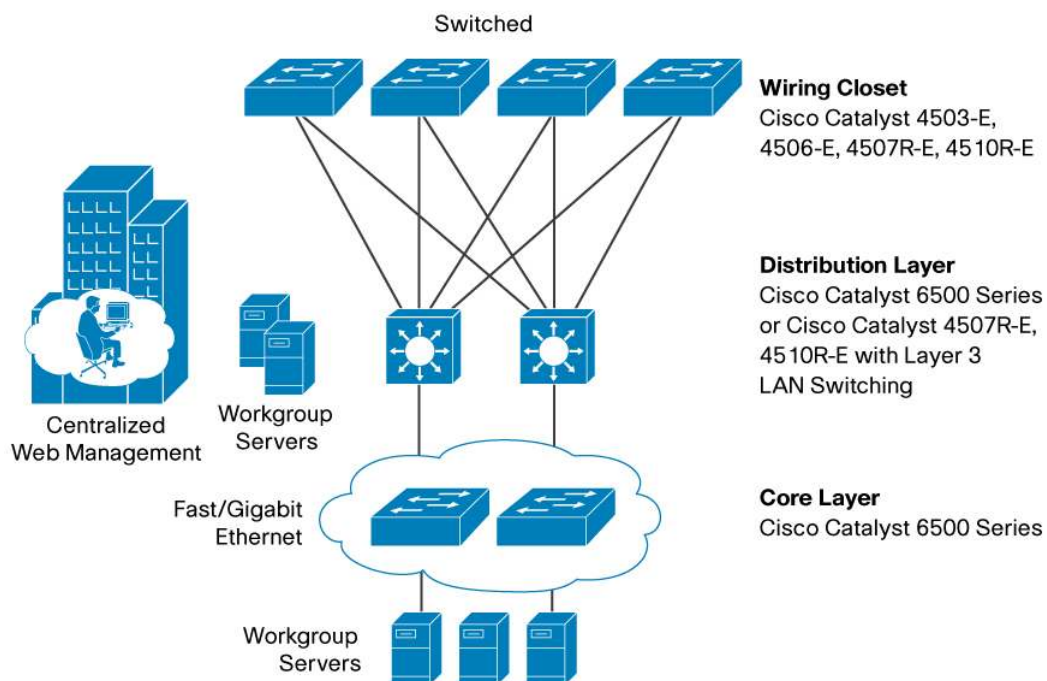 Switched
Wiring Closet
Cisco Catalyst 4503-E,
4506-E, 4507R-E, 4510R-E
Distribution Layer
Cisco Catalyst 6500 Series
or Cisco Catalyst 4507R-E,
4510R-E with Layer 3
LAN Switching
Centralized
Web Management
Workgroup
Servers
Fast/Gigabit
Ethernet
Core Layer
Cisco Catalyst 6500 Series
Workgroup
Servers